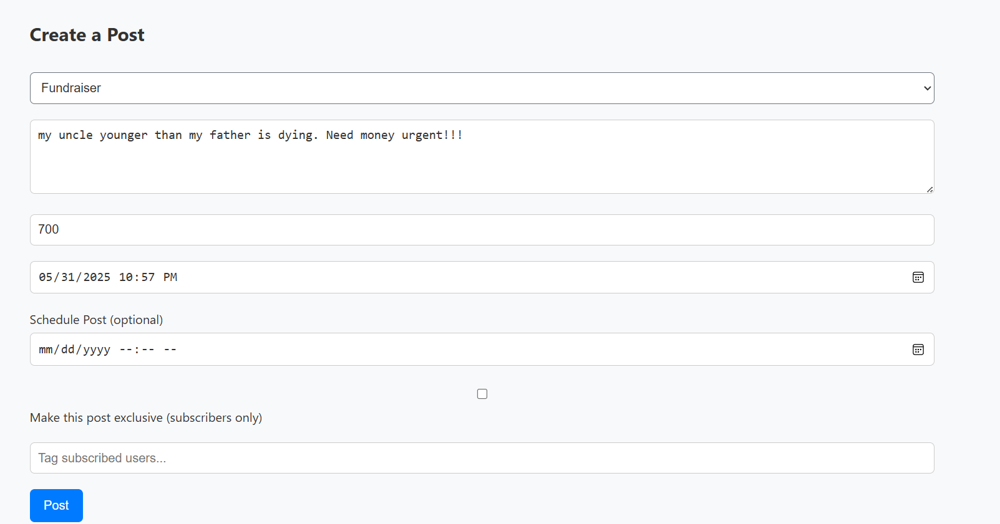 Create a Post
Fundraiser
my uncle younger than my father is dying. Need money urgent!!!
700
05/31/2025 10:57 PM
Schedule Post (optional)
mm/dd/yyyy --:-- --
Make this post exclusive (subscribers only)
Tag subscribed users...
Post